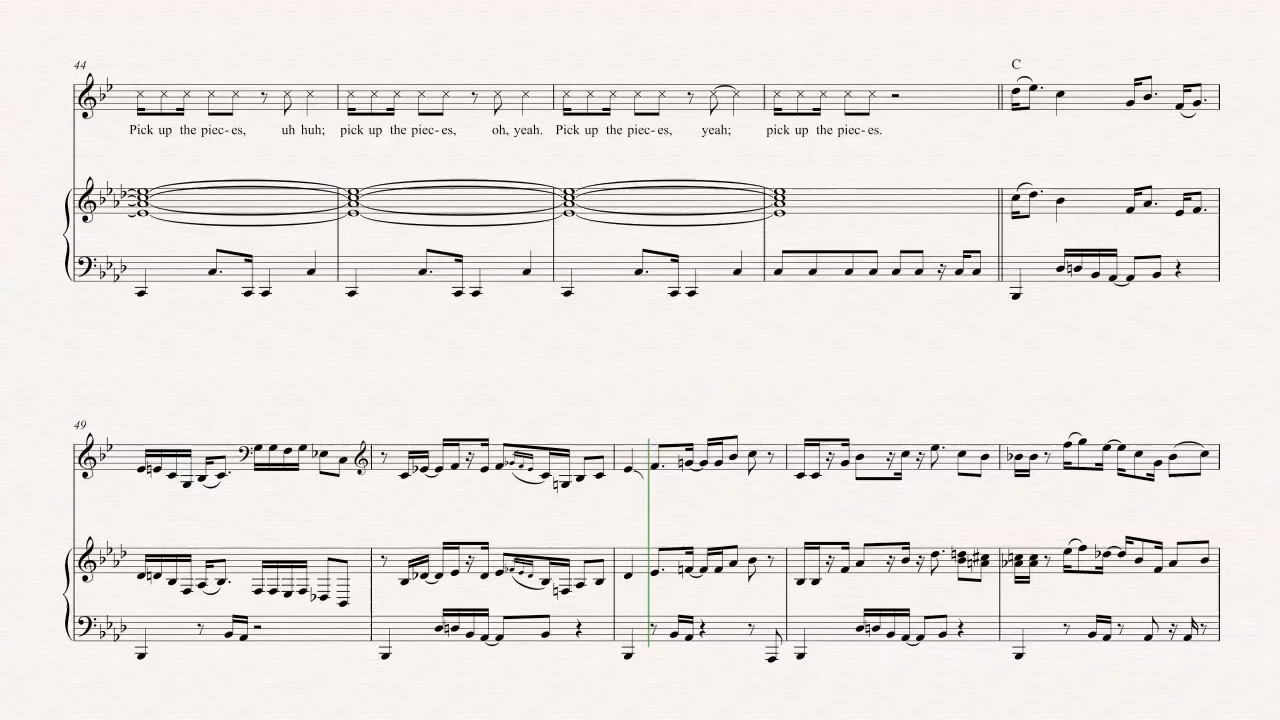 44
C
Pick up the piec-es, uh huh; pick up the piec-es, oh, yeah. Pick up the piec-es, yeah; pick up the piec-es.
49